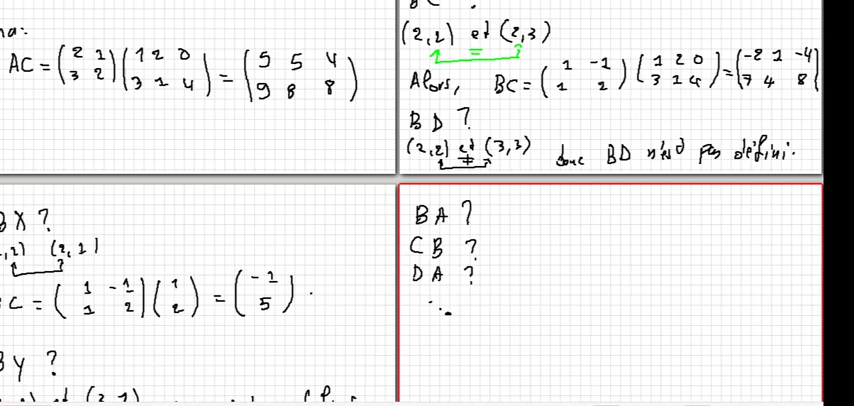 AC = (2 1 / 3 2) (1 2 0 / 3 1 4) = (5 5 4 / 9 8 8)
(2,2) et (2,3)
=
Alors, BC = (1 -1 / 1 2) (1 2 0 / 3 1 4) = (-2 1 -4 / 7 4 8)
BD ?
(2,2) et (3,3) donc BD n'est pas défini.
≠
BX ?
,2) (2,1)
C = (1 -1 / 1 2) (1 / 2) = (-1 / 5).
BY ?
BA ?
CB ?
DA ?
...